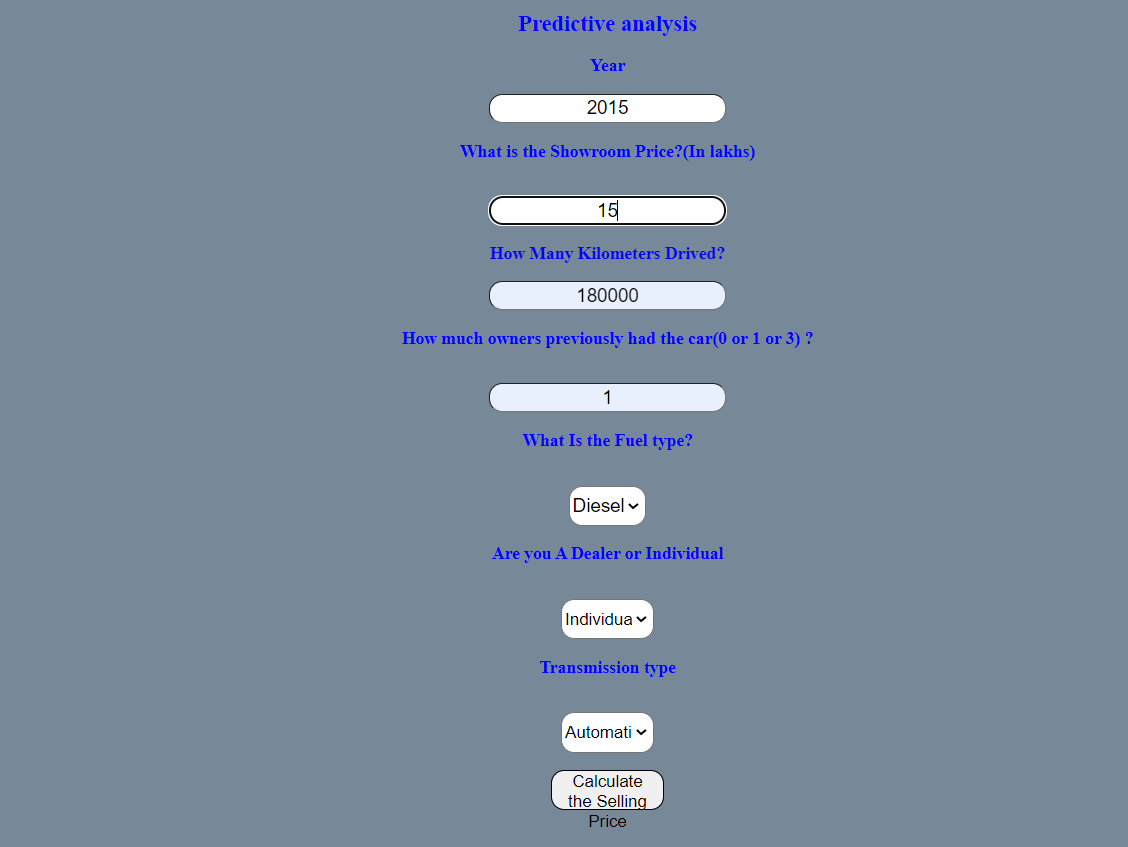 Predictive analysis
Year
2015
What is the Showroom Price?(In lakhs)
15
How Many Kilometers Drived?
180000
How much owners previously had the car(0 or 1 or 3) ?
1
What Is the Fuel type?
Diesel
Are you A Dealer or Individual
Individua
Transmission type
Automati
Calculate
the Selling
Price